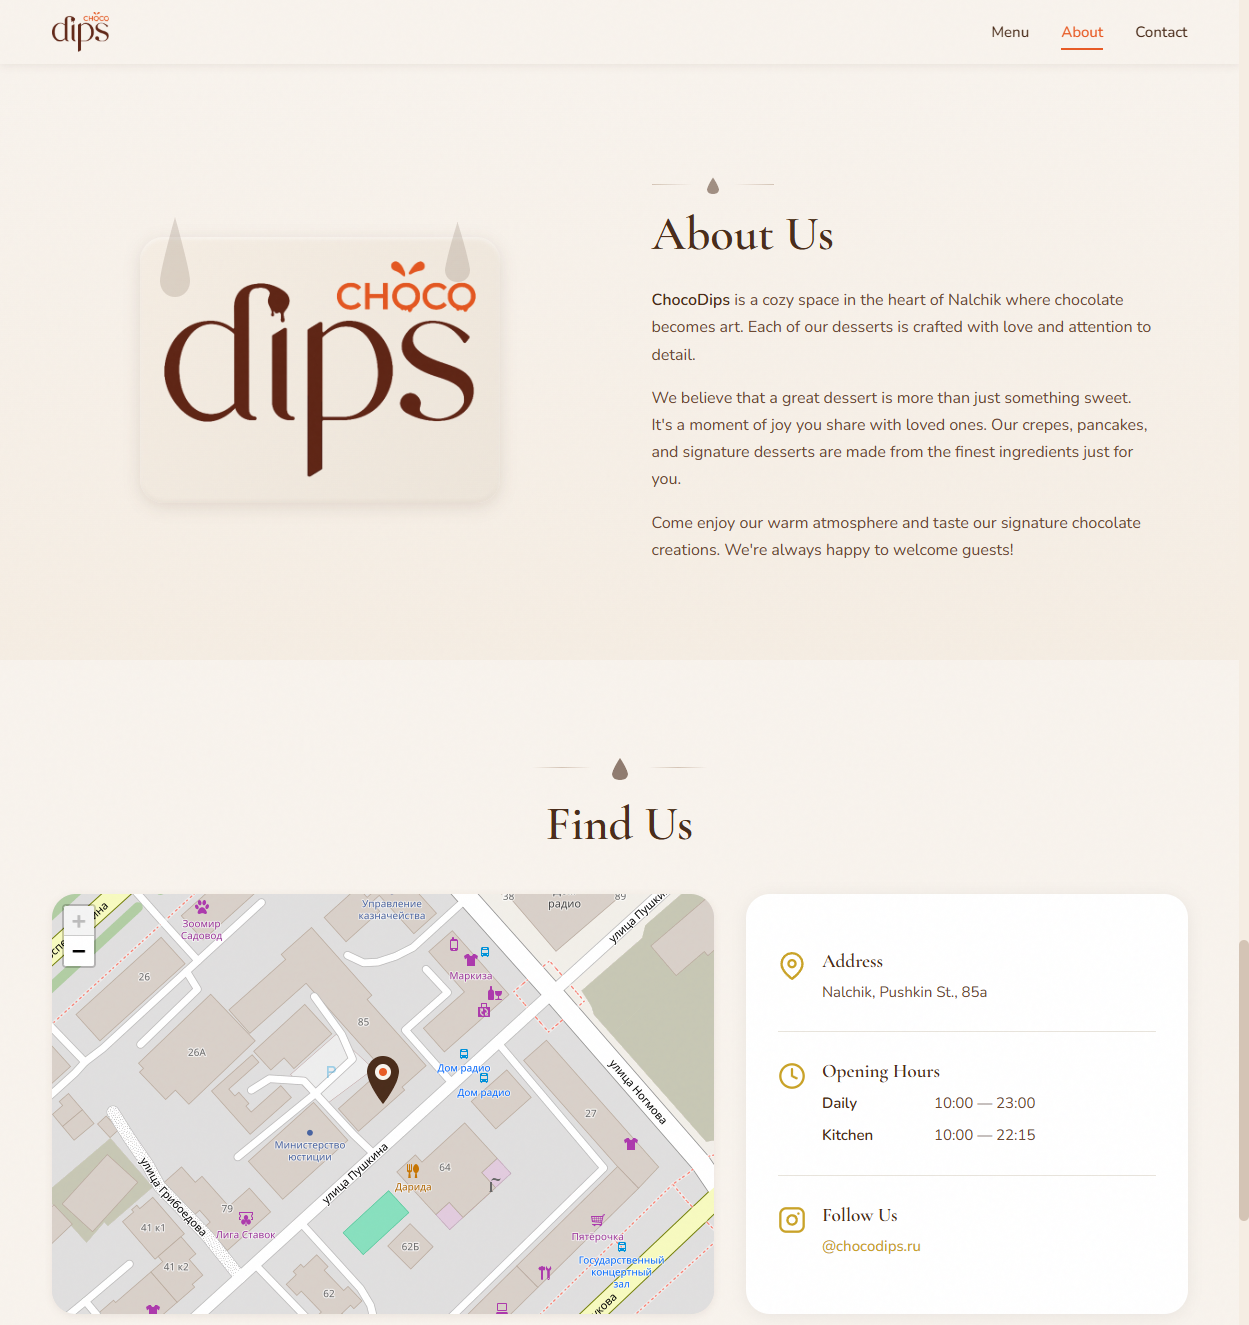 CHOCO
dips
Menu
About
Contact
CHOCO
dips
About Us
ChocoDips is a cozy space in the heart of Nalchik where chocolate
becomes art. Each of our desserts is crafted with love and attention to
detail.
We believe that a great dessert is more than just something sweet.
It's a moment of joy you share with loved ones. Our crepes, pancakes,
and signature desserts are made from the finest ingredients just for
you.
Come enjoy our warm atmosphere and taste our signature chocolate
creations. We're always happy to welcome guests!
Find Us
+
−
Зоомир
Садовод
Управление
казначейства
38
радио
89
улица Пушки
26
Маркиза
85
26А
P
Дом радио
Дом радио
улица Ногмова
27
Министерство
юстиции
улица Пушкина
64
Дарида
улица Грибоедова
79
Лига Ставок
41 к1
41 к2
62Б
62
Пятёрочка
Государственный
концертный
зал
укова
Address
Nalchik, Pushkin St., 85a
Opening Hours
Daily 10:00 — 23:00
Kitchen 10:00 — 22:15
Follow Us
@chocodips.ru